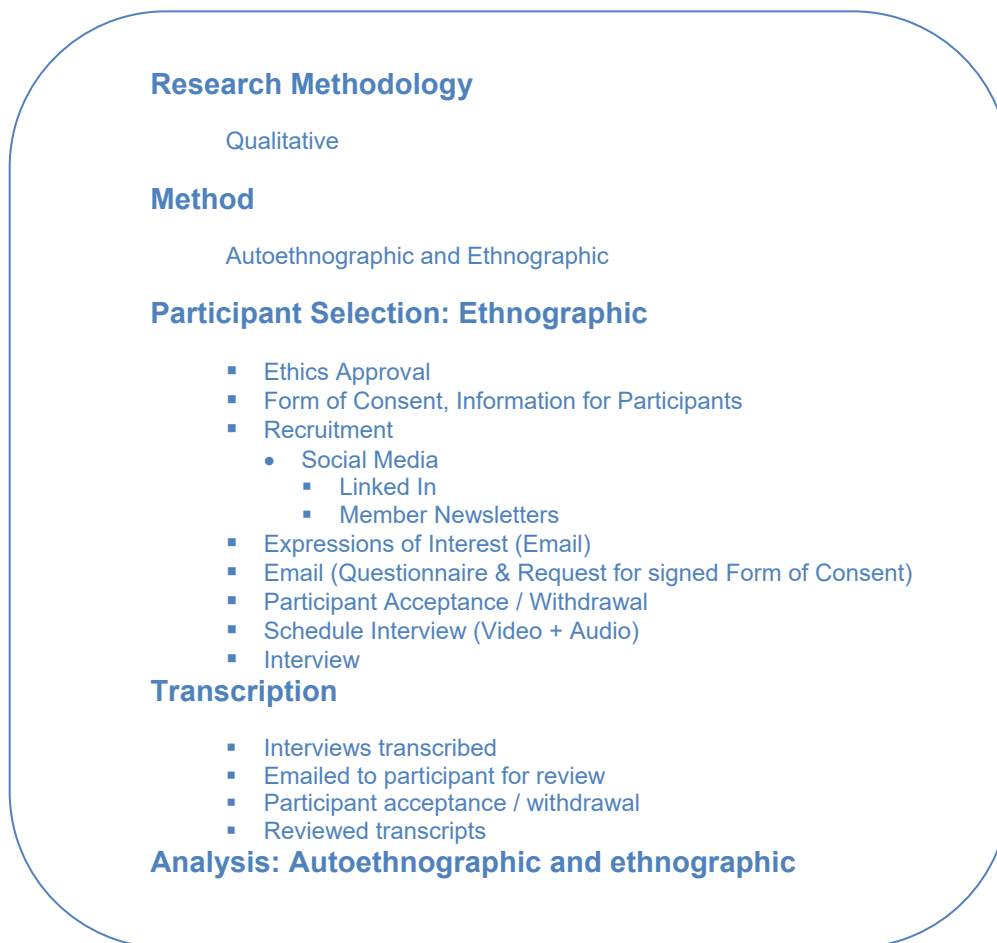 Research Methodology
Qualitative
Method
Autoethnographic and Ethnographic
Participant Selection: Ethnographic
▪ Ethics Approval
▪ Form of Consent, Information for Participants
▪ Recruitment
• Social Media
▪ Linked In
▪ Member Newsletters
▪ Expressions of Interest (Email)
▪ Email (Questionnaire & Request for signed Form of Consent)
▪ Participant Acceptance / Withdrawal
▪ Schedule Interview (Video + Audio)
▪ Interview
Transcription
▪ Interviews transcribed
▪ Emailed to participant for review
▪ Participant acceptance / withdrawal
▪ Reviewed transcripts
Analysis: Autoethnographic and ethnographic